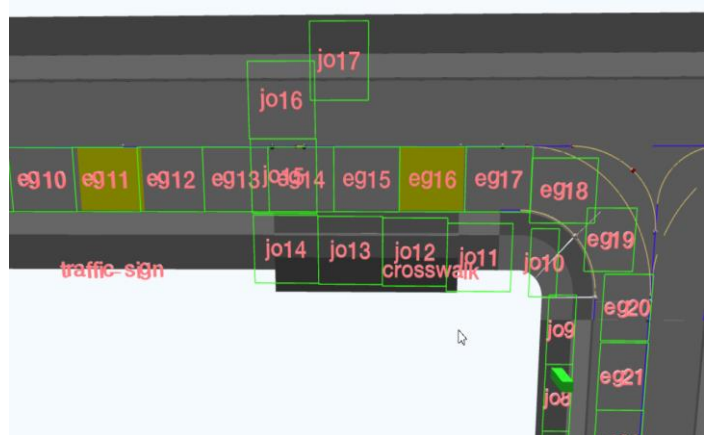 jo17
jo16
eg10 eg11 eg12 eg13 jo15 eg14 eg15 eg16 eg17 eg18
jo14 jo13 jo12 jo11 jo10 eg19
traffic-sign crosswalk
eg20
jo9
eg21
jo8